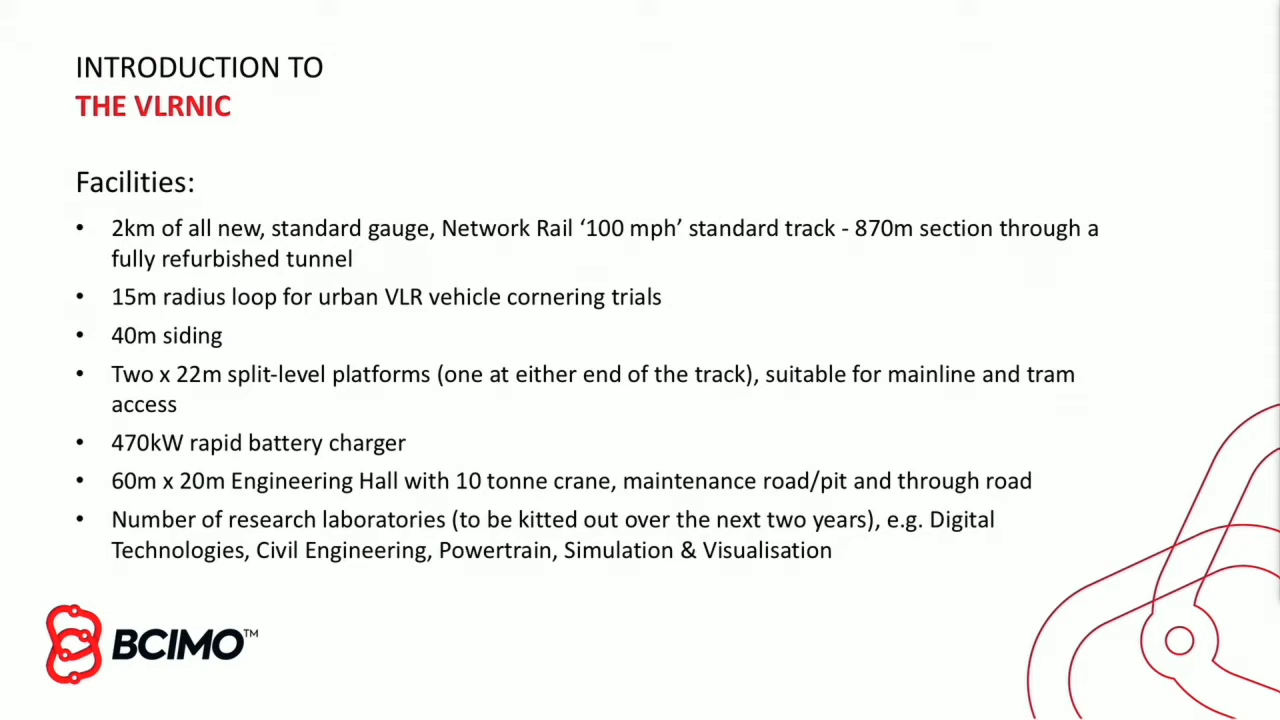 INTRODUCTION TO
THE VLRNIC
Facilities:
• 2km of all new, standard gauge, Network Rail ‘100 mph’ standard track - 870m section through a
fully refurbished tunnel
• 15m radius loop for urban VLR vehicle cornering trials
• 40m siding
• Two x 22m split-level platforms (one at either end of the track), suitable for mainline and tram
access
• 470kW rapid battery charger
• 60m x 20m Engineering Hall with 10 tonne crane, maintenance road/pit and through road
• Number of research laboratories (to be kitted out over the next two years), e.g. Digital
Technologies, Civil Engineering, Powertrain, Simulation & Visualisation
BCIMO™